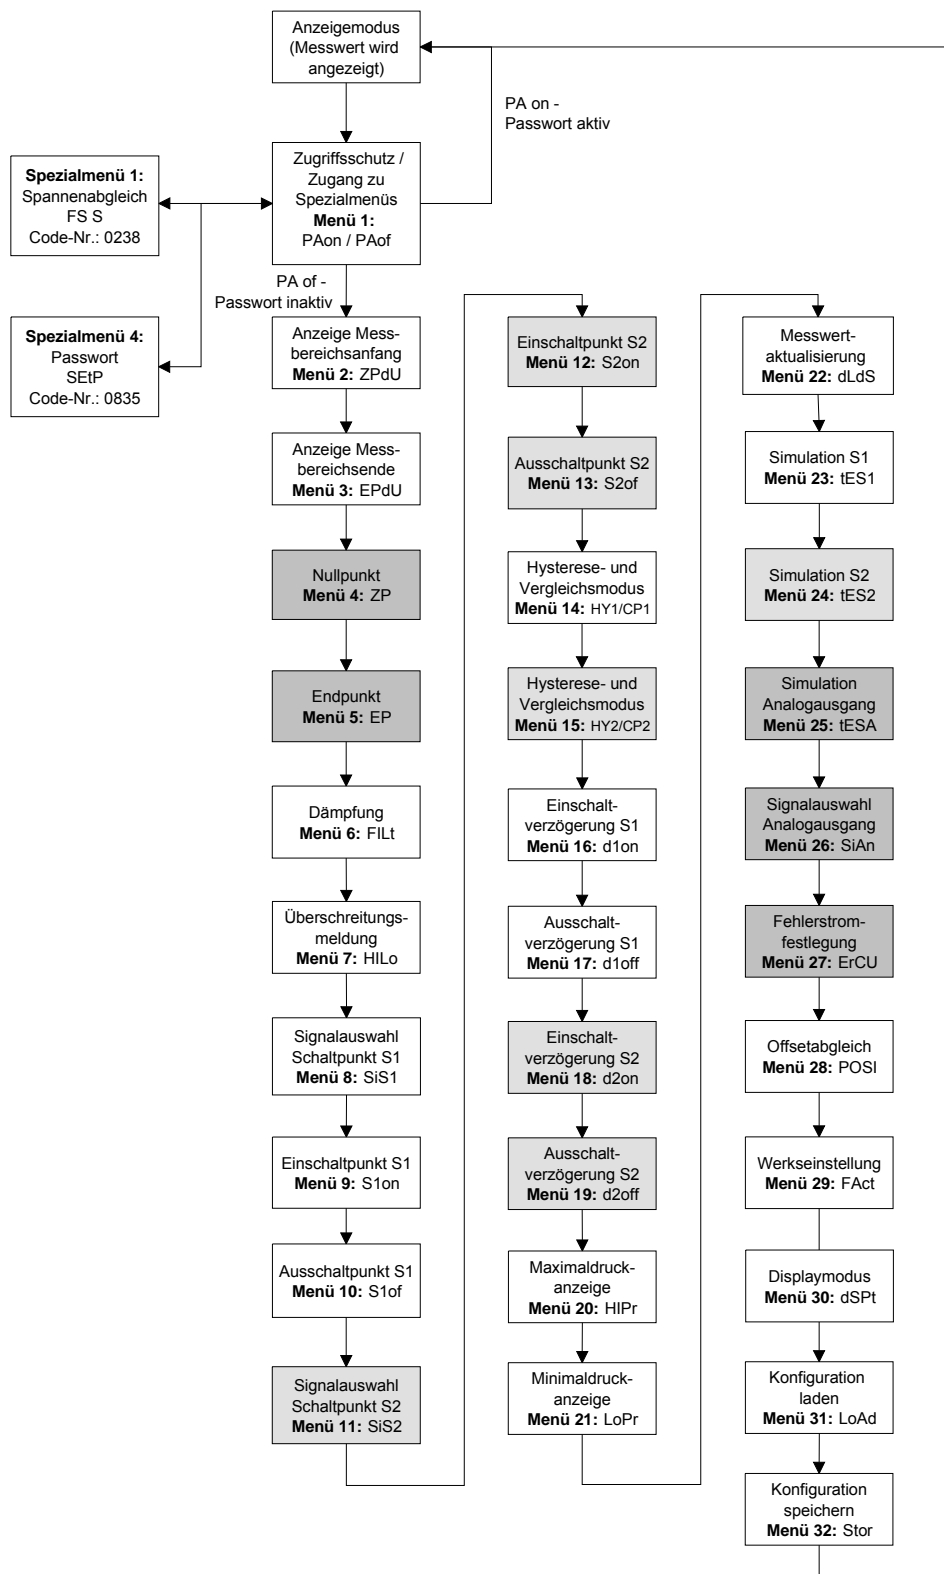 Anzeigemodus
(Messwert wird
angezeigt)
PA on -
Passwort aktiv
Zugriffsschutz /
Zugang zu
Spezialmenüs
Menü 1:
PAon / PAof
Spezialmenü 1:
Spannenabgleich
FS S
Code-Nr.: 0238
PA of -
Passwort inaktiv
Spezialmenü 4:
Passwort
SEtP
Code-Nr.: 0835
Anzeige Mess-
bereichsanfang
Menü 2: ZPdU
Anzeige Mess-
bereichsende
Menü 3: EPdU
Nullpunkt
Menü 4: ZP
Endpunkt
Menü 5: EP
Dämpfung
Menü 6: FILt
Überschreitungs-
meldung
Menü 7: HILo
Signalauswahl
Schaltpunkt S1
Menü 8: SiS1
Einschaltpunkt S1
Menü 9: S1on
Ausschaltpunkt S1
Menü 10: S1of
Signalauswahl
Schaltpunkt S2
Menü 11: SiS2
Einschaltpunkt S2
Menü 12: S2on
Ausschaltpunkt S2
Menü 13: S2of
Hysterese- und
Vergleichsmodus
Menü 14: HY1/CP1
Hysterese- und
Vergleichsmodus
Menü 15: HY2/CP2
Einschalt-
verzögerung S1
Menü 16: d1on
Ausschalt-
verzögerung S1
Menü 17: d1off
Einschalt-
verzögerung S2
Menü 18: d2on
Ausschalt-
verzögerung S2
Menü 19: d2off
Maximaldruck-
anzeige
Menü 20: HIPr
Minimaldruck-
anzeige
Menü 21: LoPr
Messwert-
aktualisierung
Menü 22: dLdS
Simulation S1
Menü 23: tES1
Simulation S2
Menü 24: tES2
Simulation
Analogausgang
Menü 25: tESA
Signalauswahl
Analogausgang
Menü 26: SiAn
Fehlerstrom-
festlegung
Menü 27: ErCU
Offsetabgleich
Menü 28: POSI
Werkseinstellung
Menü 29: FAct
Displaymodus
Menü 30: dSPt
Konfiguration
laden
Menü 31: LoAd
Konfiguration
speichern
Menü 32: Stor